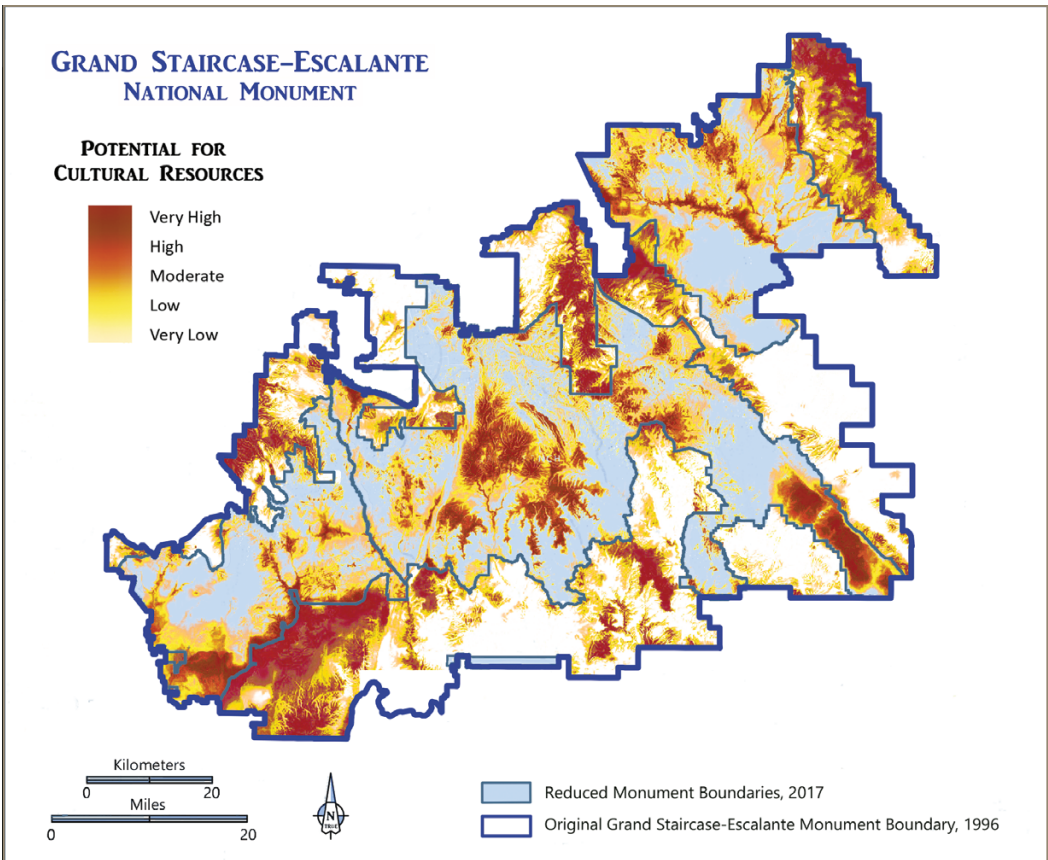 GRAND STAIRCASE–ESCALANTE
NATIONAL MONUMENT
POTENTIAL FOR
CULTURAL RESOURCES
Very High
High
Moderate
Low
Very Low
Kilometers
0 20
Miles
0 20
N
TRUE
Reduced Monument Boundaries, 2017
Original Grand Staircase-Escalante Monument Boundary, 1996